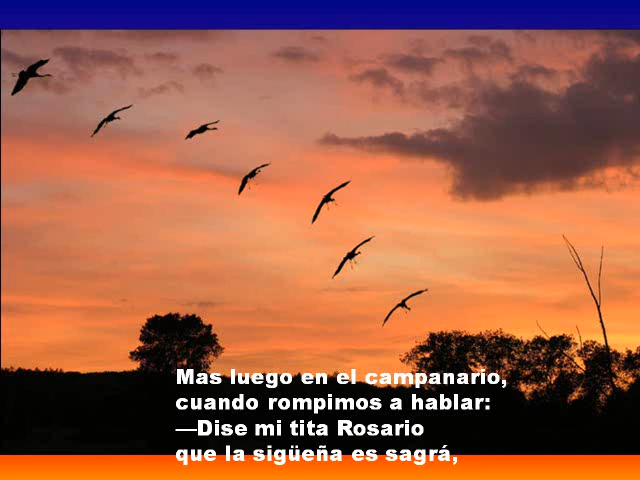 Mas luego en el campanario,
cuando rompimos a hablar:
—Dise mi tita Rosario
que la sigüeña es sagrá,